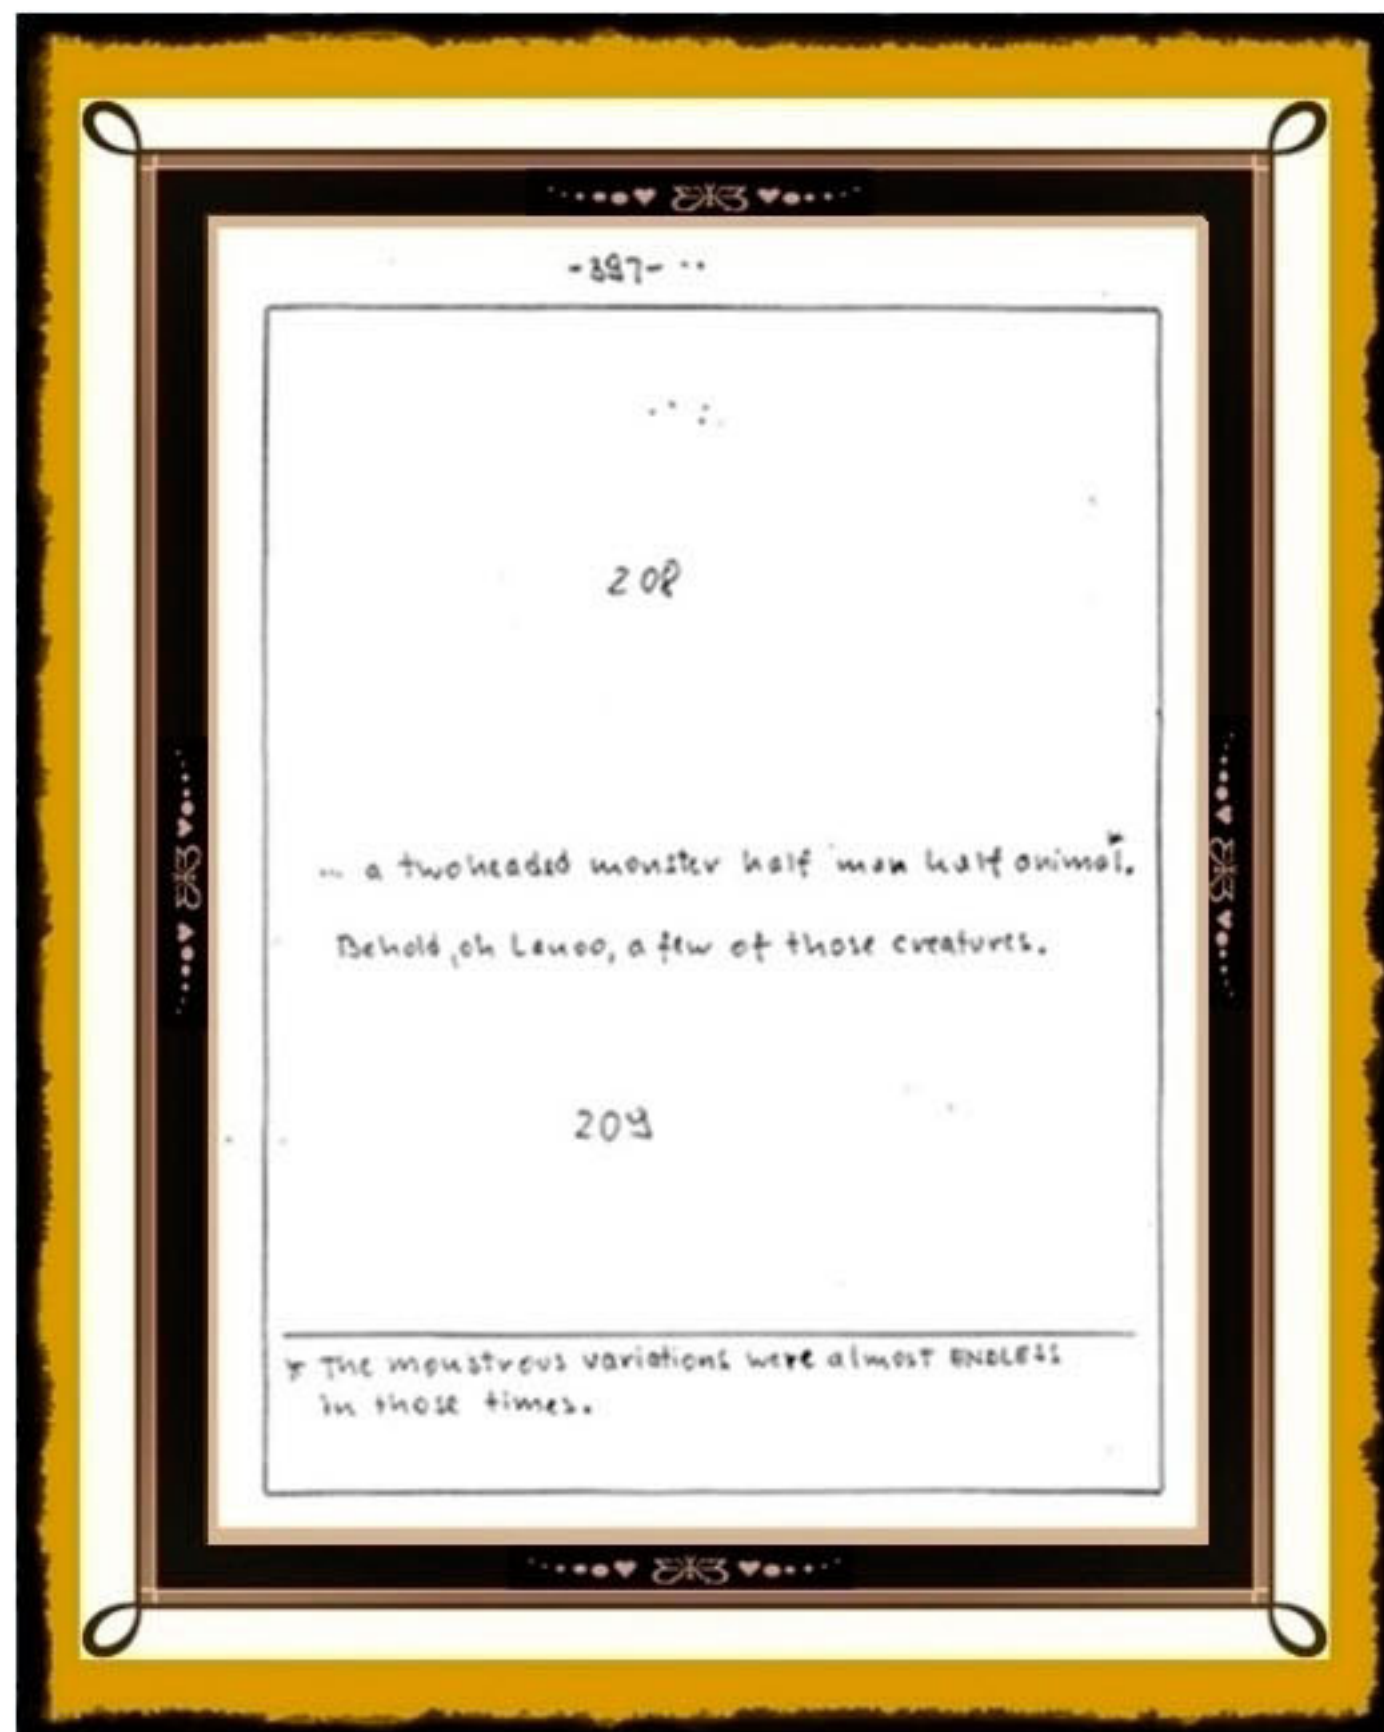 -397-
208
... a twoheaded monster half man half animal.*
Behold, oh Lanoo, a few of those creatures.
209
* The monstrous variations were almost ENDLESS
in those times.